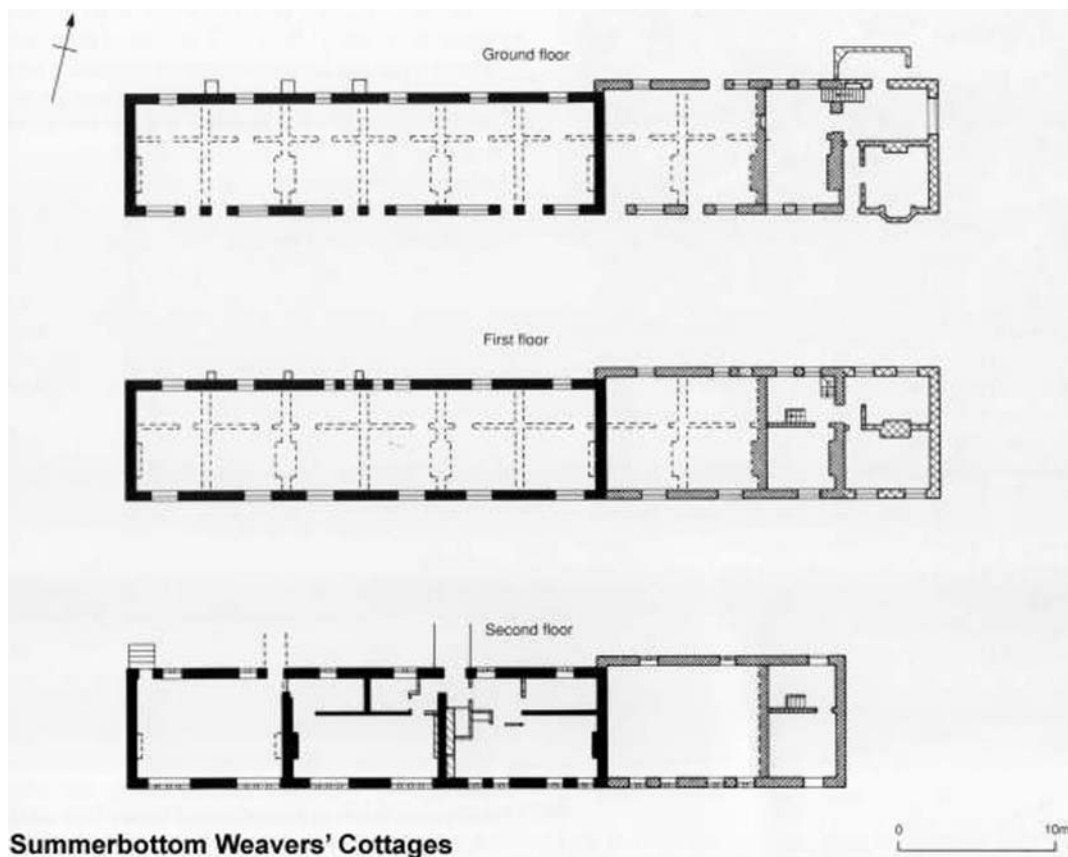 Ground floor
First floor
Second floor
Summerbottom Weavers' Cottages
0 10m